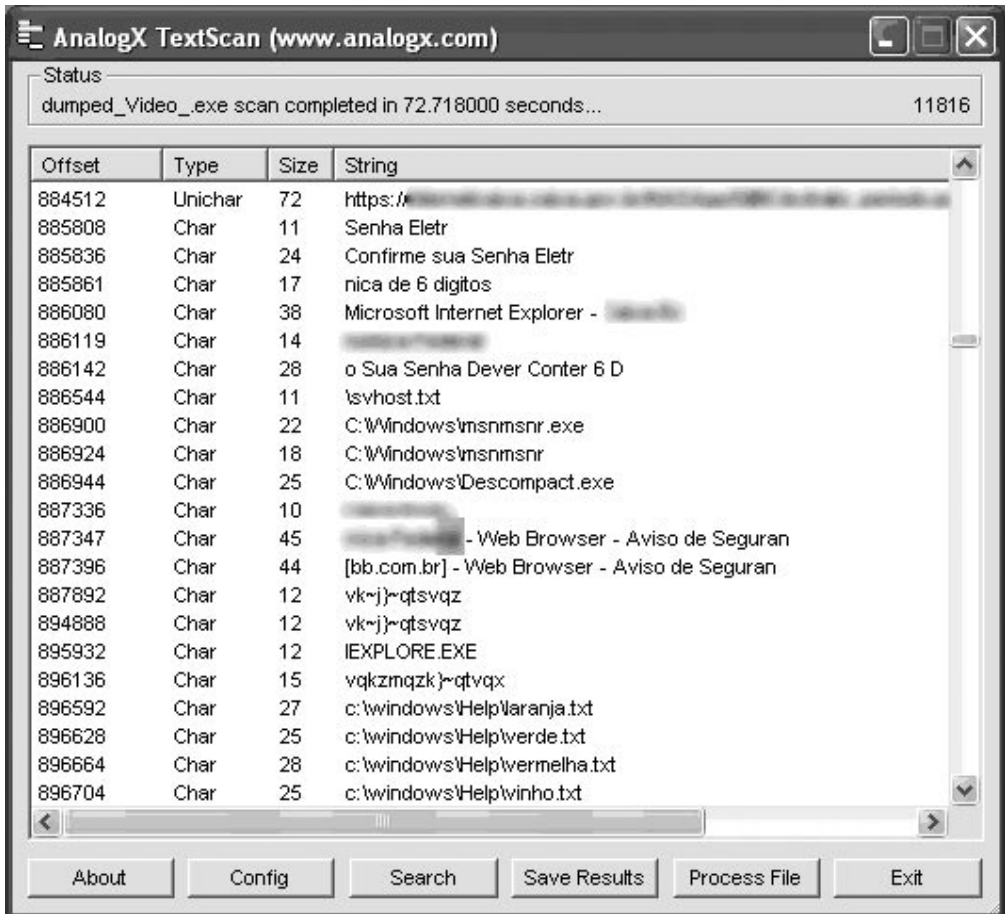 AnalogX TextScan (www.analogx.com)
Status
dumped_Video_.exe scan completed in 72.718000 seconds... 11816
Offset Type Size String
884512 Unichar 72 https:/
885808 Char 11 Senha Eletr
885836 Char 24 Confirme sua Senha Eletr
885861 Char 17 nica de 6 digitos
886080 Char 38 Microsoft Internet Explorer -
886119 Char 14
886142 Char 28 o Sua Senha Dever Conter 6 D
886544 Char 11 \svhost.txt
886900 Char 22 C:\Windows\msnmsnr.exe
886924 Char 18 C:\Windows\msnmsnr
886944 Char 25 C:\Windows\Descompact.exe
887336 Char 10
887347 Char 45 - Web Browser - Aviso de Seguran
887396 Char 44 [bb.com.br] - Web Browser - Aviso de Seguran
887892 Char 12 vk~j}~qtsvqz
894888 Char 12 vk~j}~qtsvqz
895932 Char 12 IEXPLORE.EXE
896136 Char 15 vqkzmqzk}~qtvqx
896592 Char 27 c:\windows\Help\laranja.txt
896628 Char 25 c:\windows\Help\verde.txt
896664 Char 28 c:\windows\Help\vermelha.txt
896704 Char 25 c:\windows\Help\vinho.txt
About Config Search Save Results Process File Exit